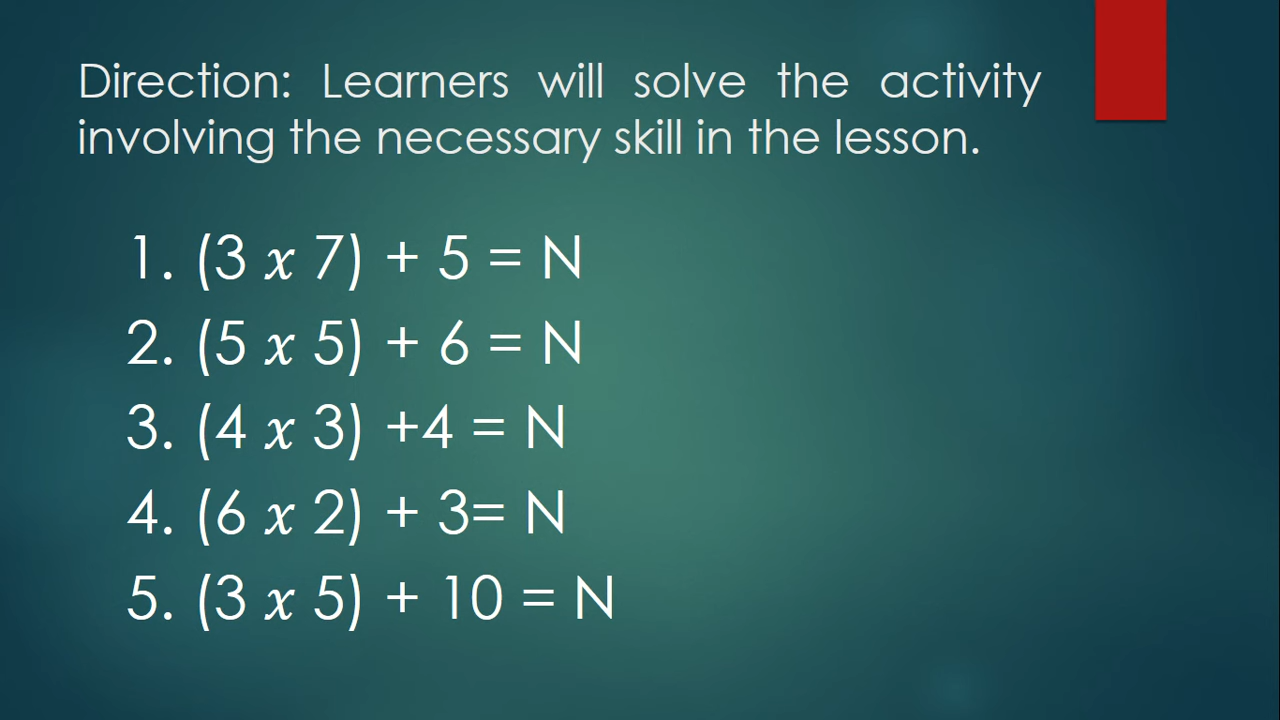 Direction: Learners will solve the activity
involving the necessary skill in the lesson.
1. (3 x 7) + 5 = N
2. (5 x 5) + 6 = N
3. (4 x 3) +4 = N
4. (6 x 2) + 3= N
5. (3 x 5) + 10 = N